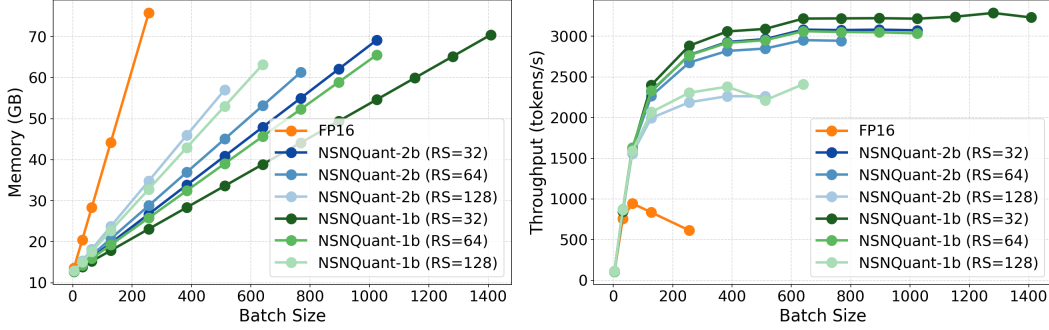 70
60
50
40
30
20
10
Memory (GB)
0
200
400
600
800
1000
1200
1400
Batch Size
FP16
NSNQuant-2b (RS=32)
NSNQuant-2b (RS=64)
NSNQuant-2b (RS=128)
NSNQuant-1b (RS=32)
NSNQuant-1b (RS=64)
NSNQuant-1b (RS=128)
3000
2500
2000
1500
1000
500
0
Throughput (tokens/s)
0
200
400
600
800
1000
1200
1400
Batch Size
FP16
NSNQuant-2b (RS=32)
NSNQuant-2b (RS=64)
NSNQuant-2b (RS=128)
NSNQuant-1b (RS=32)
NSNQuant-1b (RS=64)
NSNQuant-1b (RS=128)